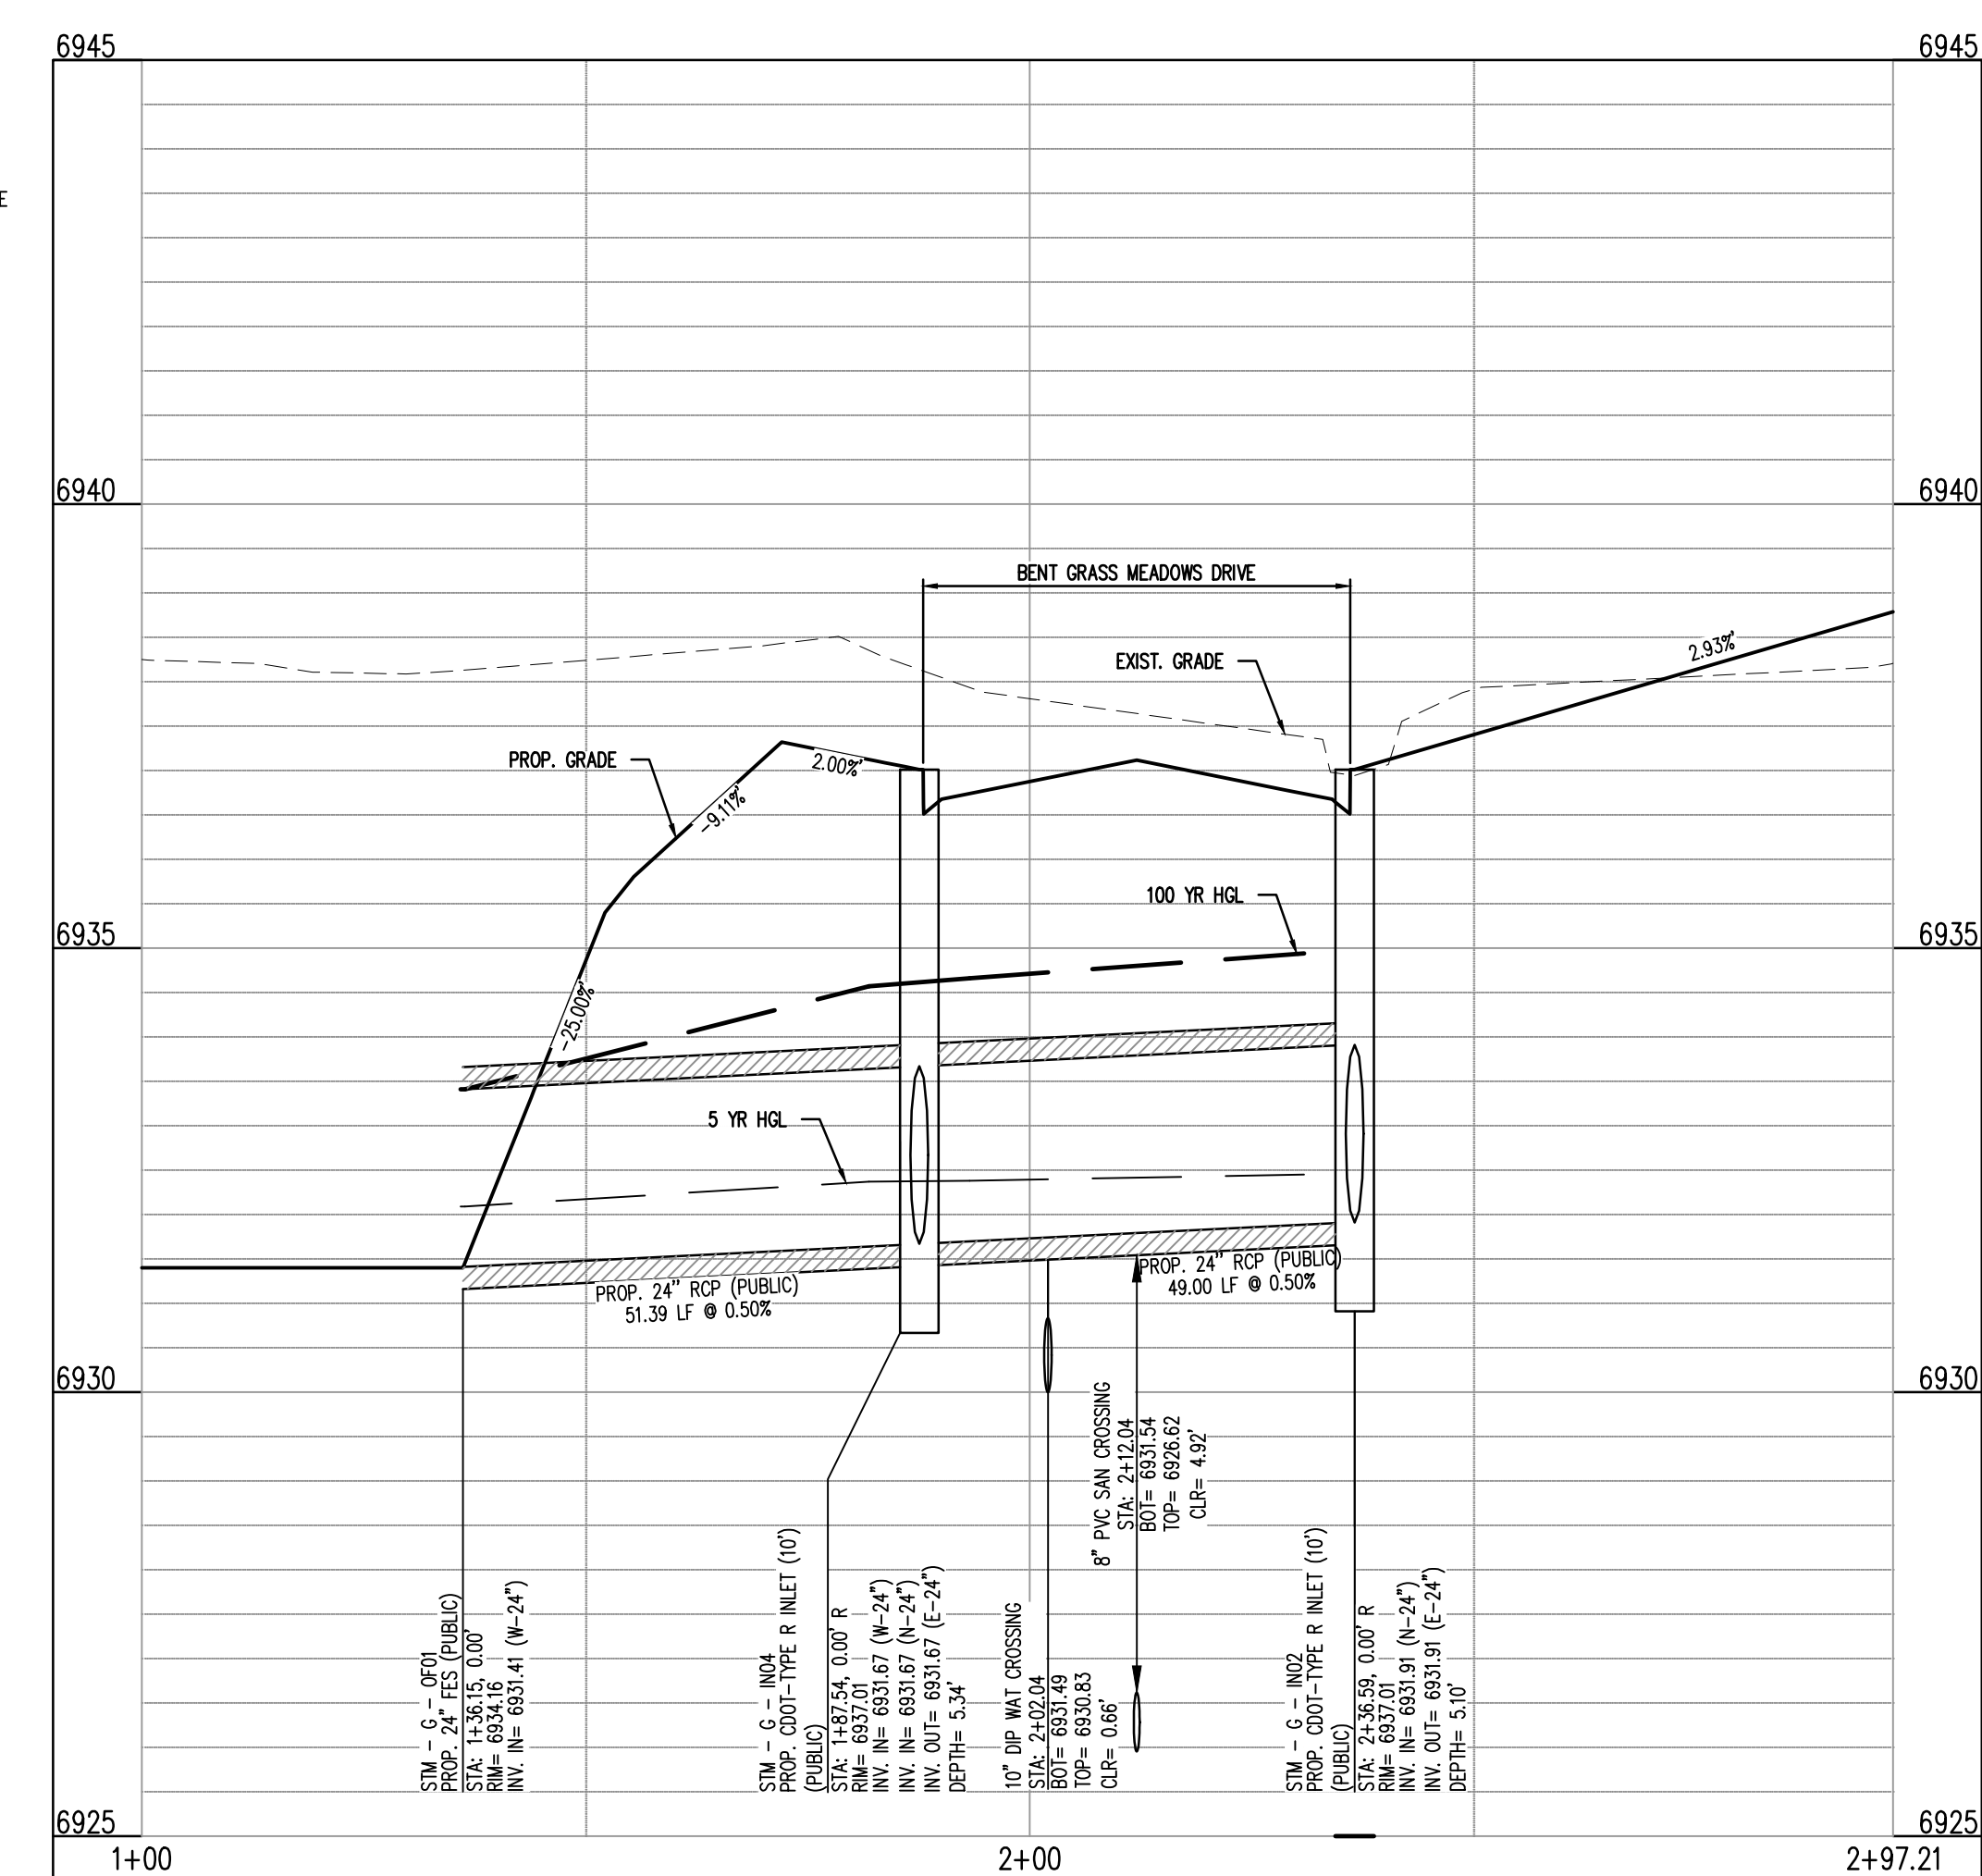 6945
6945
E
6940
6940
BENT GRASS MEADOWS DRIVE
EXIST. GRADE
2.93%'
PROP. GRADE
2.00%'
-9.11%'
100 YR HGL
6935
6935
-25.00%'
5 YR HGL
PROP. 24" RCP (PUBLIC)
51.39 LF @ 0.50%
PROP. 24" RCP (PUBLIC)
49.00 LF @ 0.50%
6930
6930
8" PVC SAN CROSSING
STA: 2+12.04
BOT= 6931.54
TOP= 6926.62
CLR= 4.92'
STM - G - OF01
PROP. 24" FES (PUBLIC)
STA: 1+36.15, 0.00'
RIM= 6934.16
INV. IN= 6931.41 (W-24")
STM - G - IN04
PROP. CDOT-TYPE R INLET (10')
(PUBLIC)
STA: 1+87.54, 0.00' R
RIM= 6937.01
INV. IN= 6931.67 (W-24")
INV. IN= 6931.67 (N-24")
INV. OUT= 6931.67 (E-24")
DEPTH= 5.34'
10" DIP WAT CROSSING
STA: 2+02.04
BOT= 6931.49
TOP= 6930.83
CLR= 0.66'
STM - G - IN02
PROP. CDOT-TYPE R INLET (10')
(PUBLIC)
STA: 2+36.59, 0.00' R
RIM= 6937.01
INV. IN= 6931.91 (N-24")
INV. OUT= 6931.91 (E-24")
DEPTH= 5.10'
6925
6925
1+00
2+00
2+97.21